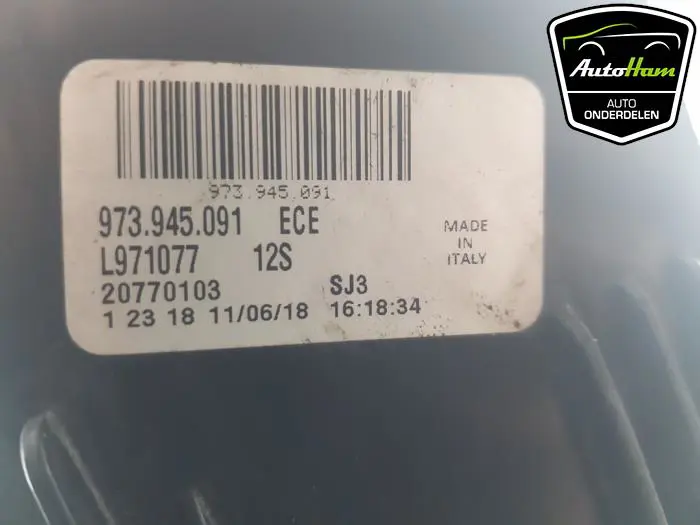 AutoHam
AUTO
ONDERDELEN
973.945.091
973.945.091 ECE
L971077 12S
20770103 SJ3
1 23 18 11/06/18 16:18:34
MADE
IN
ITALY